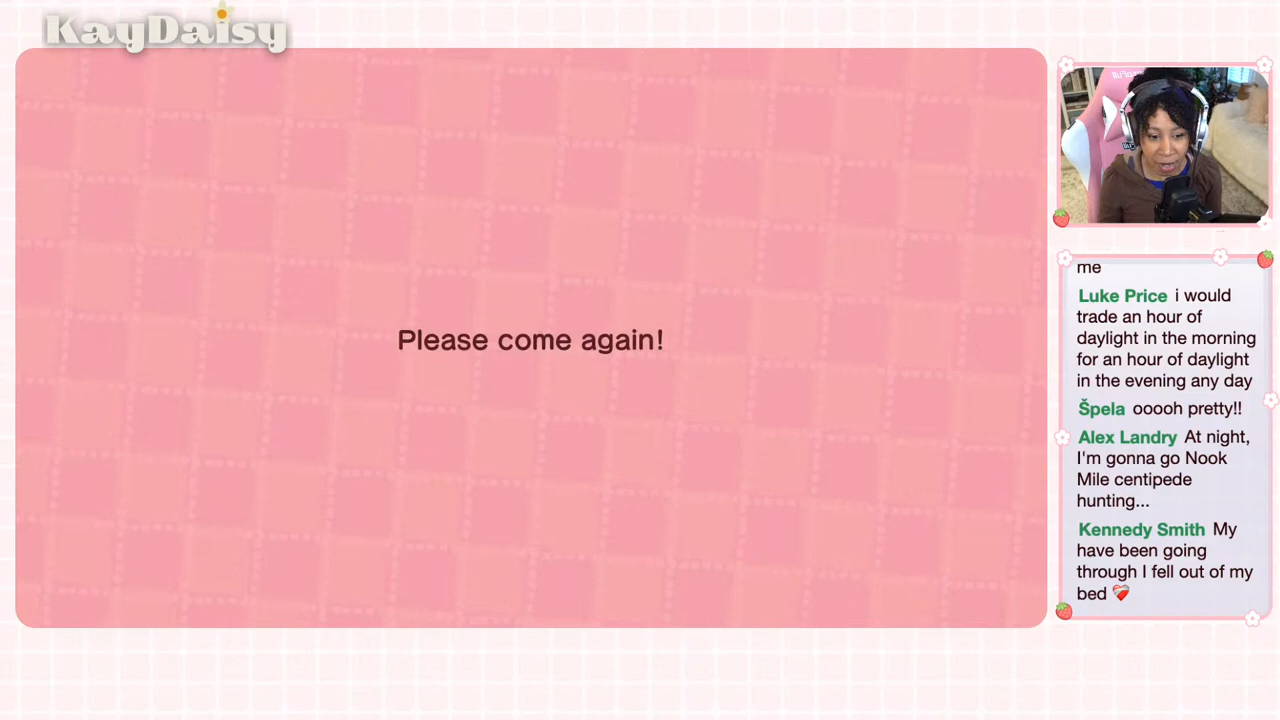 KayDaisy
Please come again!
me
Luke Price i would
trade an hour of
daylight in the morning
for an hour of daylight
in the evening any day
Špela ooooh pretty!!
Alex Landry At night,
I'm gonna go Nook
Mile centipede
hunting...
Kennedy Smith My
have been going
through I fell out of my
bed ❤️‍🩹